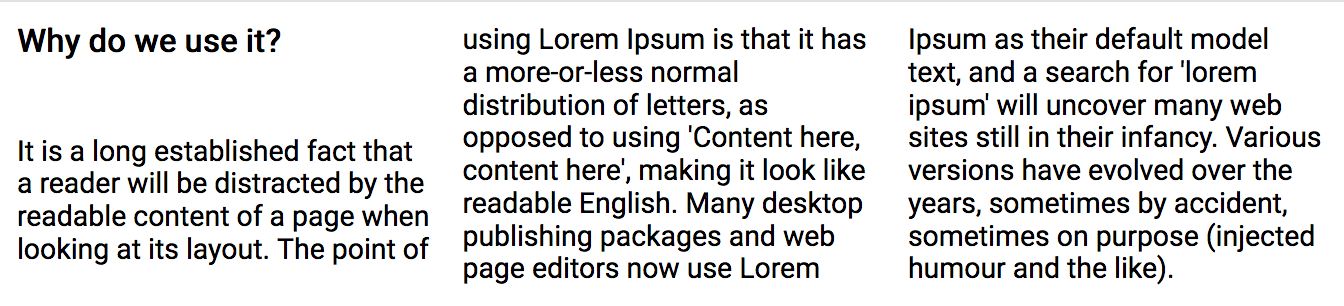 Why do we use it?
It is a long established fact that
a reader will be distracted by the
readable content of a page when
looking at its layout. The point of
using Lorem Ipsum is that it has
a more-or-less normal
distribution of letters, as
opposed to using 'Content here,
content here', making it look like
readable English. Many desktop
publishing packages and web
page editors now use Lorem
Ipsum as their default model
text, and a search for 'lorem
ipsum' will uncover many web
sites still in their infancy. Various
versions have evolved over the
years, sometimes by accident,
sometimes on purpose (injected
humour and the like).